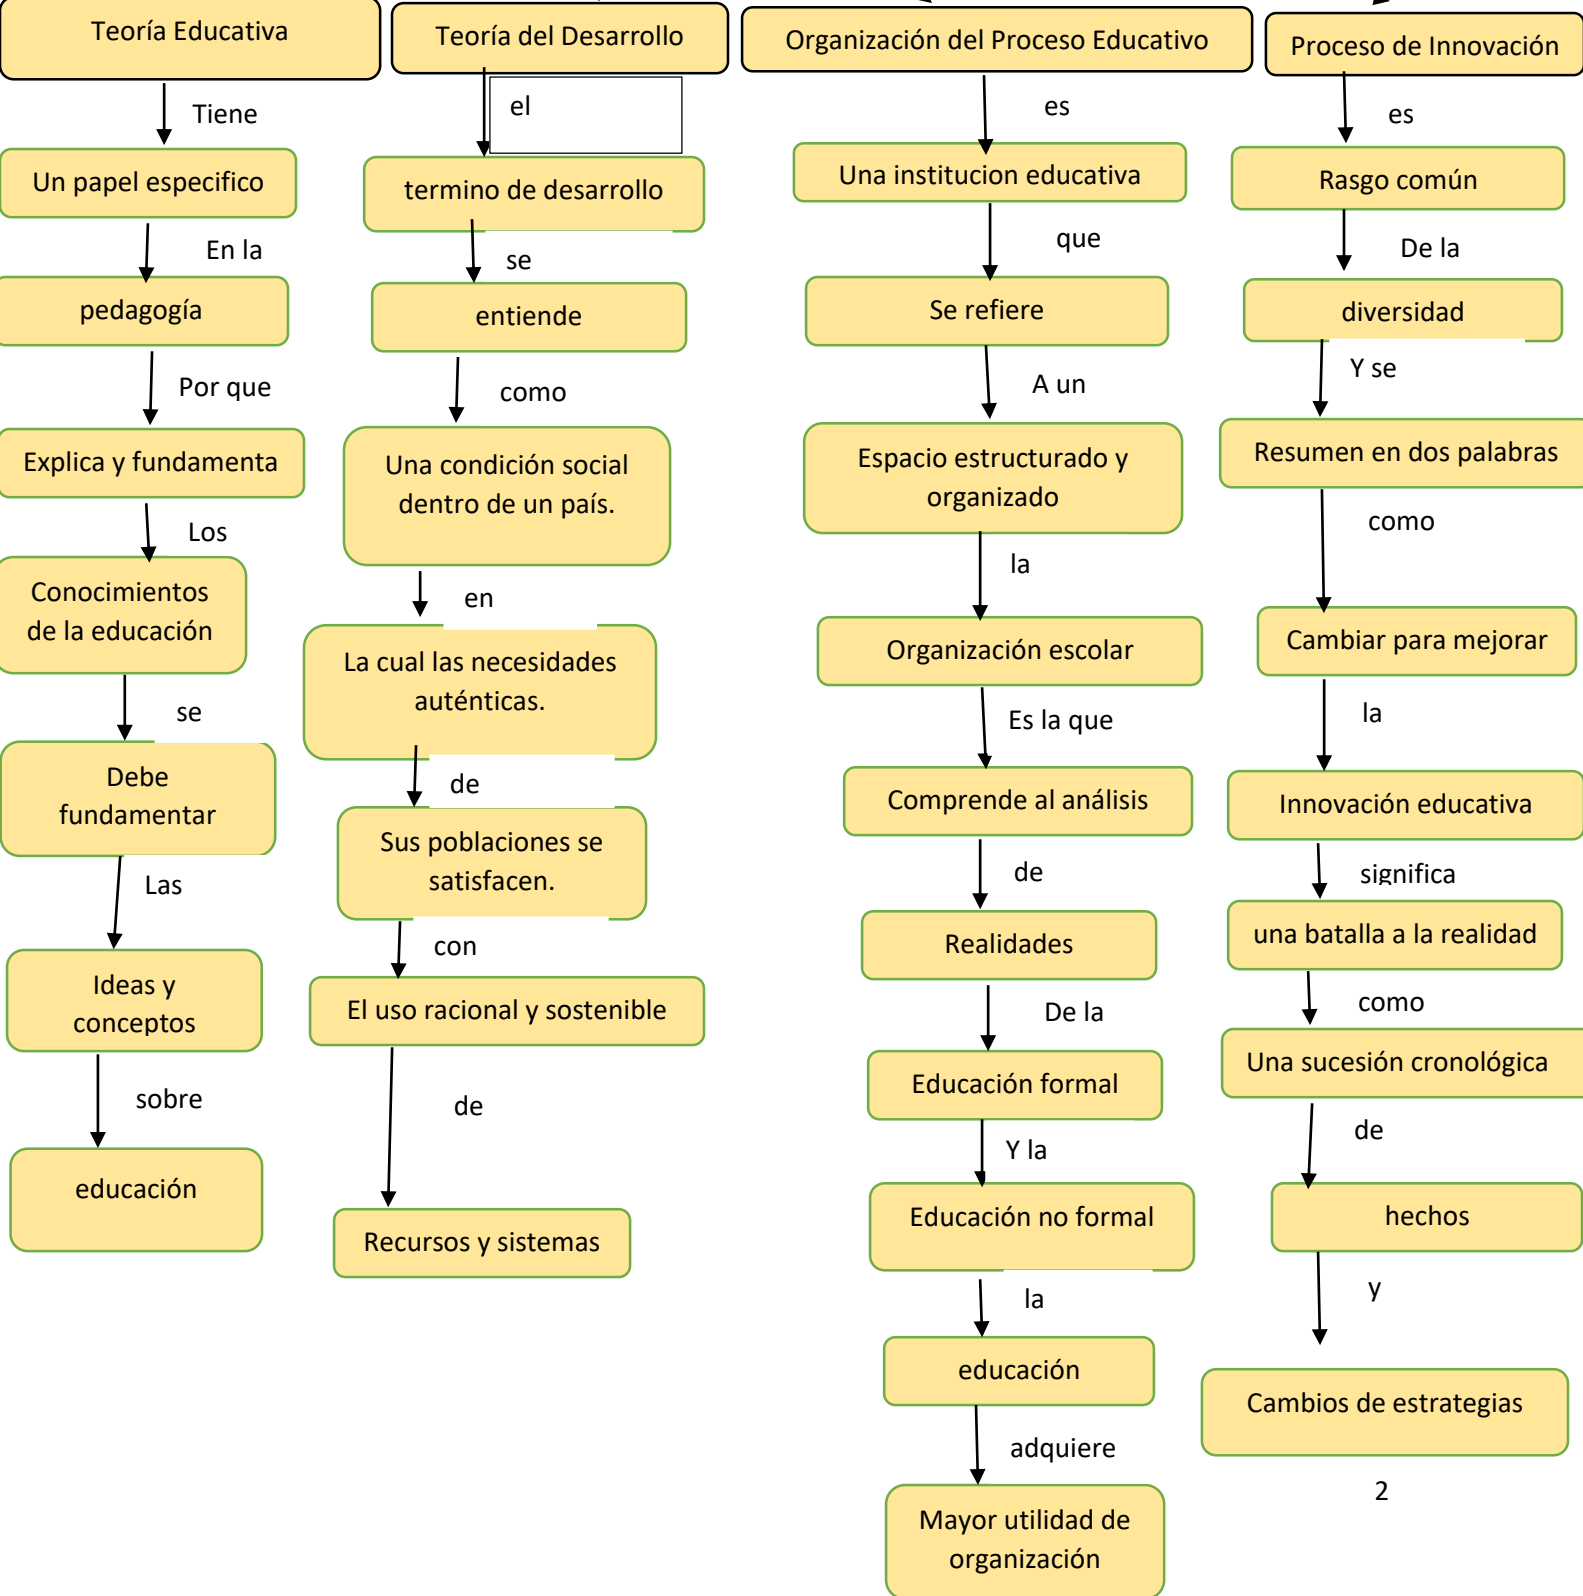 Teoría Educativa
Tiene
Un papel especifico
En la
pedagogía
Por que
Explica y fundamenta
Los
Conocimientos
de la educación
se
Debe
fundamentar
Las
Ideas y
conceptos
sobre
educación
Teoría del Desarrollo
el
termino de desarrollo
se
entiende
como
Una condición social
dentro de un país.
en
La cual las necesidades
auténticas.
de
Sus poblaciones se
satisfacen.
con
El uso racional y sostenible
de
Recursos y sistemas
Organización del Proceso Educativo
es
Una institucion educativa
que
Se refiere
A un
Espacio estructurado y
organizado
la
Organización escolar
Es la que
Comprende al análisis
de
Realidades
De la
Educación formal
Y la
Educación no formal
la
educación
adquiere
Mayor utilidad de
organización
Proceso de Innovación
es
Rasgo común
De la
diversidad
Y se
Resumen en dos palabras
como
Cambiar para mejorar
la
Innovación educativa
significa
una batalla a la realidad
como
Una sucesión cronológica
de
hechos
y
Cambios de estrategias
2